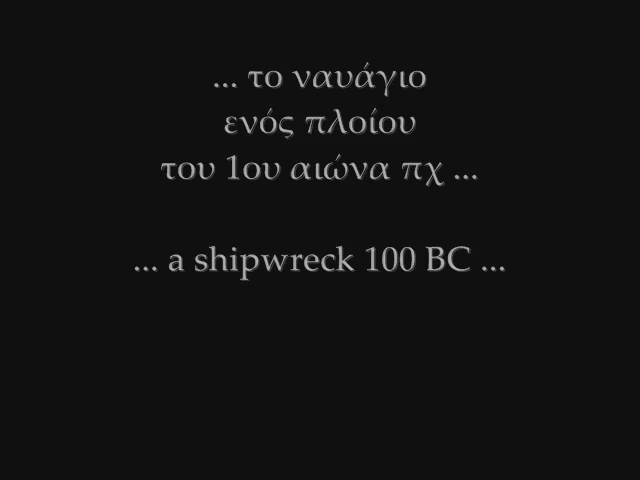 ... το ναυάγιο
ενός πλοίου
του 1ου αιώνα πχ ...
... a shipwreck 100 BC ...